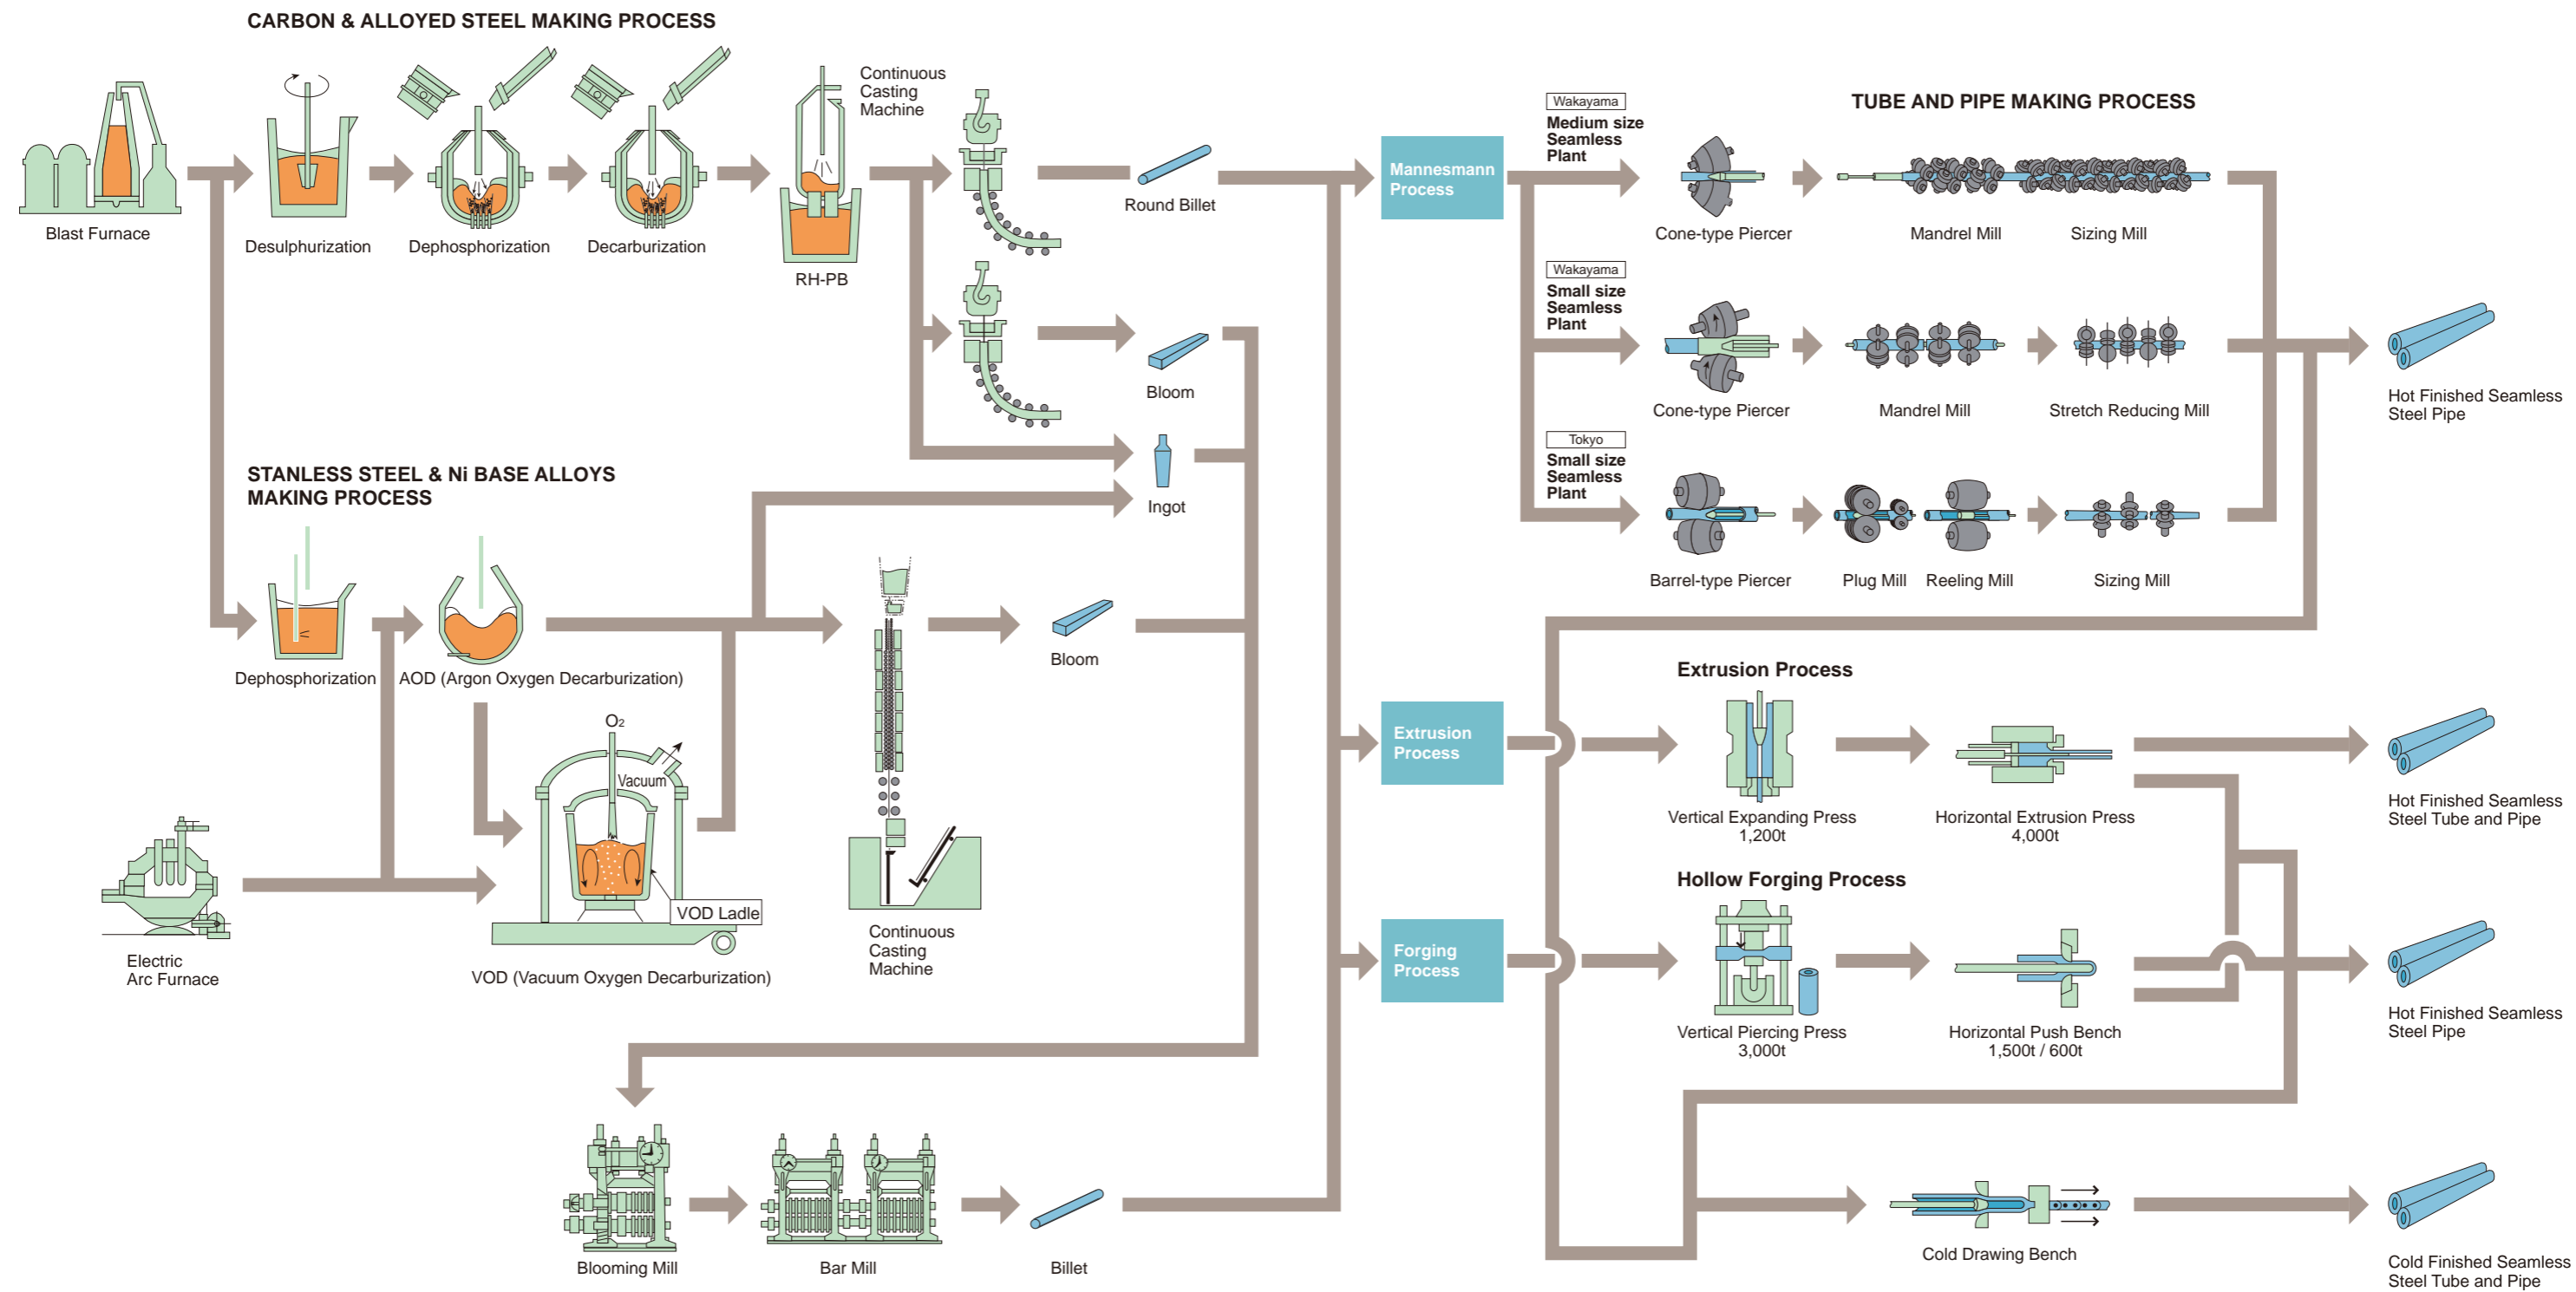 CARBON & ALLOYED STEEL MAKING PROCESS
Blast Furnace
Desulphurization
Dephosphorization
Decarburization
RH-PB
Continuous
Casting
Machine
Round Billet
Bloom
Ingot
STANLESS STEEL & Ni BASE ALLOYS
MAKING PROCESS
Dephosphorization
AOD (Argon Oxygen Decarburization)
O₂
Vacuum
VOD Ladle
VOD (Vacuum Oxygen Decarburization)
Electric
Arc Furnace
Continuous
Casting
Machine
Bloom
Blooming Mill
Bar Mill
Billet
Mannesmann
Process
Extrusion
Process
Forging
Process
TUBE AND PIPE MAKING PROCESS
Wakayama
Medium size
Seamless
Plant
Cone-type Piercer
Mandrel Mill
Sizing Mill
Wakayama
Small size
Seamless
Plant
Cone-type Piercer
Mandrel Mill
Stretch Reducing Mill
Hot Finished Seamless
Steel Pipe
Tokyo
Small size
Seamless
Plant
Barrel-type Piercer
Plug Mill
Reeling Mill
Sizing Mill
Extrusion Process
Vertical Expanding Press
1,200t
Horizontal Extrusion Press
4,000t
Hot Finished Seamless
Steel Tube and Pipe
Hollow Forging Process
Vertical Piercing Press
3,000t
Horizontal Push Bench
1,500t / 600t
Hot Finished Seamless
Steel Pipe
Cold Drawing Bench
Cold Finished Seamless
Steel Tube and Pipe